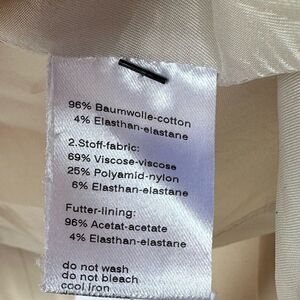 96% Baumwolle-cotton
4% Elasthan-elastane
2.Stoff-fabric:
69% Viscose-viscose
25% Polyamid-nylon
6% Elasthan-elastane
Futter-lining:
96% Acetat-acetate
4% Elasthan-elastane
do not wash
do not bleach
cool iron